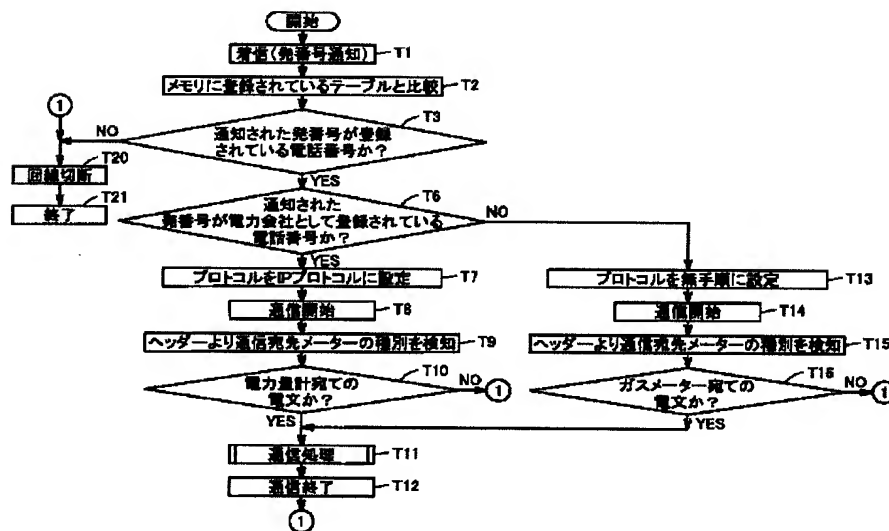 開始
着信(発番号通知)
T1
メモリに登録されているテーブルと比較
T2
1
T3
通知された発番号が登録
されている電話番号か？
NO
YES
T20
回線切断
T21
終了
T6
通知された
発番号が電力会社として登録されている
電話番号か？
NO
YES
プロトコルをIPプロトコルに設定
T7
プロトコルを無手順に設定
T13
通信開始
T8
通信開始
T14
ヘッダーより通信宛先メーターの種別を検知
T9
ヘッダーより通信宛先メーターの種別を検知
T15
T10
電力量計宛ての
電文か？
NO
1
YES
T16
ガスメーター宛ての
電文か？
NO
1
YES
通信処理
T11
通信終了
T12
1